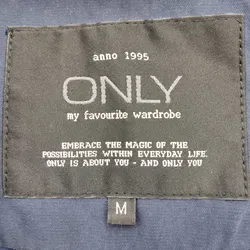 anno 1995
ONLY
my favourite wardrobe
EMBRACE THE MAGIC OF THE
POSSIBILITIES WITHIN EVERYDAY LIFE.
ONLY IS ABOUT YOU - AND ONLY YOU
M